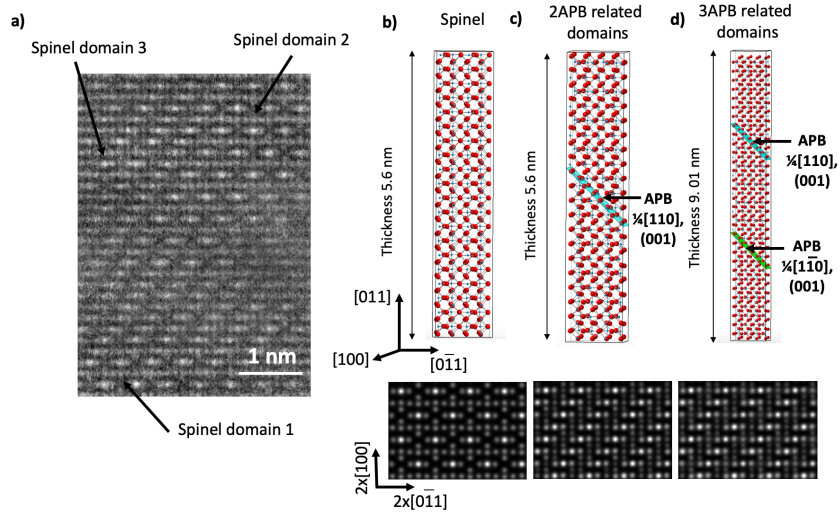 a)
Spinel domain 3
Spinel domain 2
1 nm
Spinel domain 1
b)
Spinel
Thickness 5.6 nm
[011]
[100]
[01̅1]
c)
2APB related
domains
Thickness 5.6 nm
APB
¼[110],
(001)
d)
3APB related
domains
Thickness 9. 01 nm
APB
¼[110],
(001)
APB
¼[11̅0],
(001)
2x[100]
2x[01̅1]